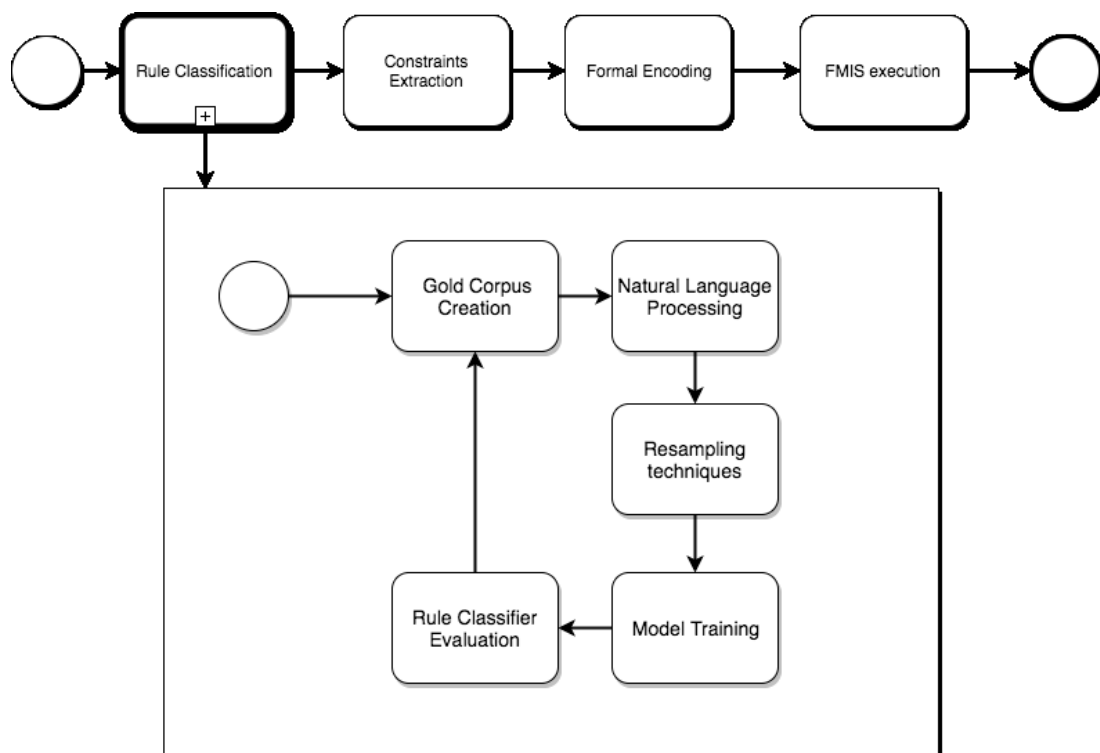 Rule Classification
Constraints
Extraction
Formal Encoding
FMIS execution
+
Gold Corpus
Creation
Natural Language
Processing
Resampling
techniques
Rule Classifier
Evaluation
Model Training